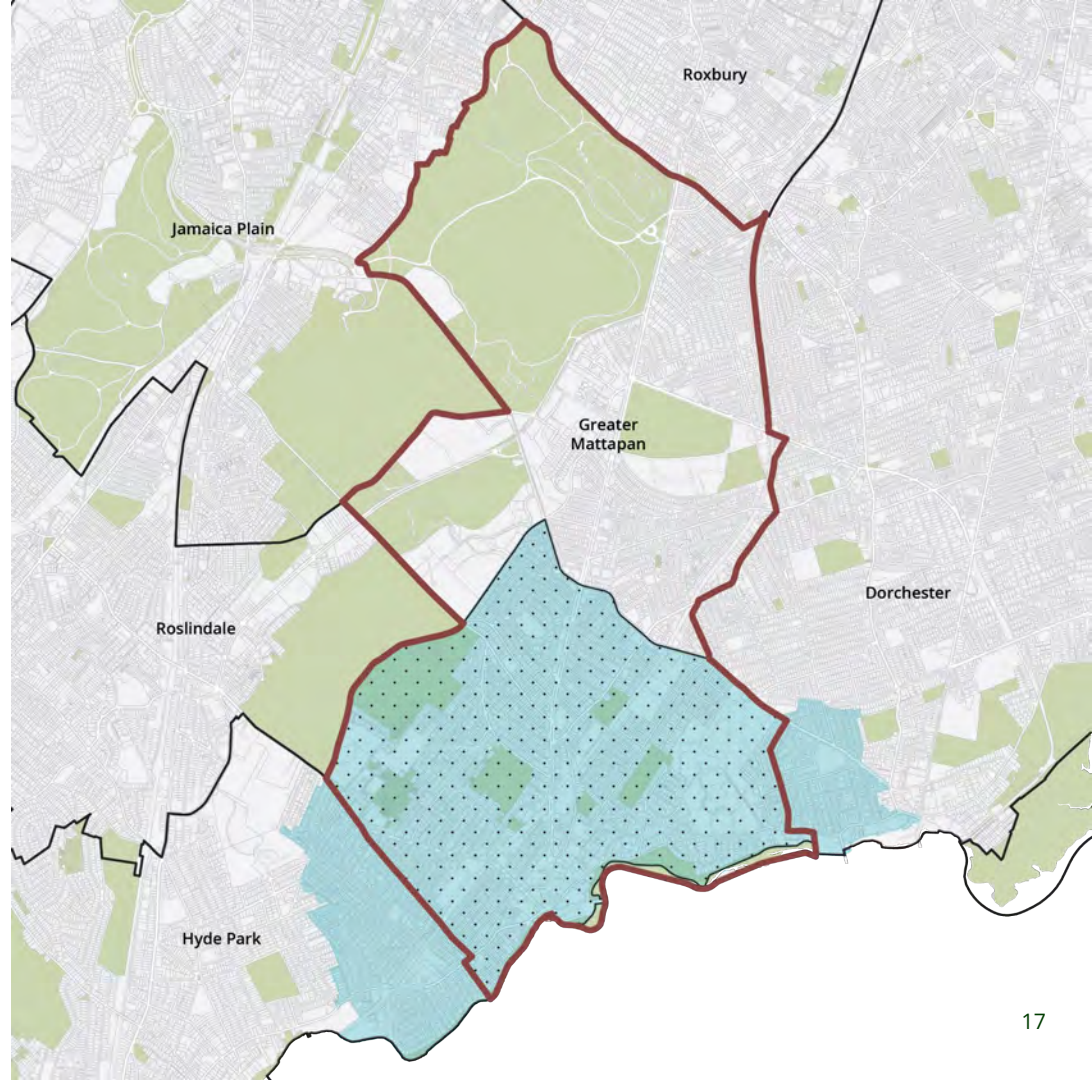 Roxbury
Jamaica Plain
Greater
Mattapan
Dorchester
Roslindale
Hyde Park
17